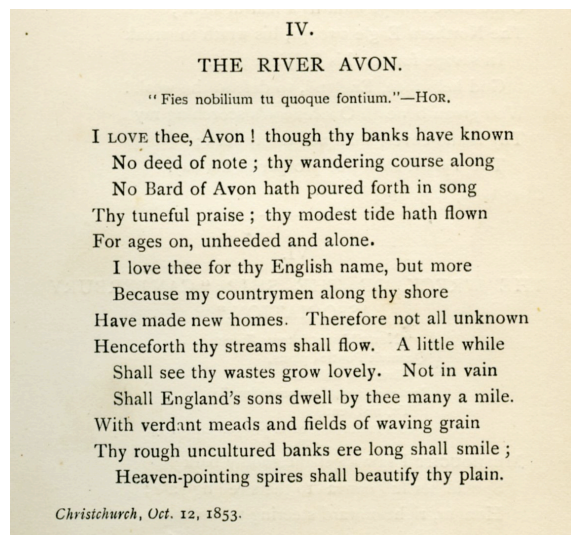 IV.
THE RIVER AVON.
"Fies nobilium tu quoque fontium."—HOR.
I LOVE thee, Avon! though thy banks have known
No deed of note; thy wandering course along
No Bard of Avon hath poured forth in song
Thy tuneful praise; thy modest tide hath flown
For ages on, unheeded and alone.
I love thee for thy English name, but more
Because my countrymen along thy shore
Have made new homes. Therefore not all unknown
Henceforth thy streams shall flow. A little while
Shall see thy wastes grow lovely. Not in vain
Shall England's sons dwell by thee many a mile.
With verdant meads and fields of waving grain
Thy rough uncultured banks ere long shall smile;
Heaven-pointing spires shall beautify thy plain.
Christchurch, Oct. 12, 1853.